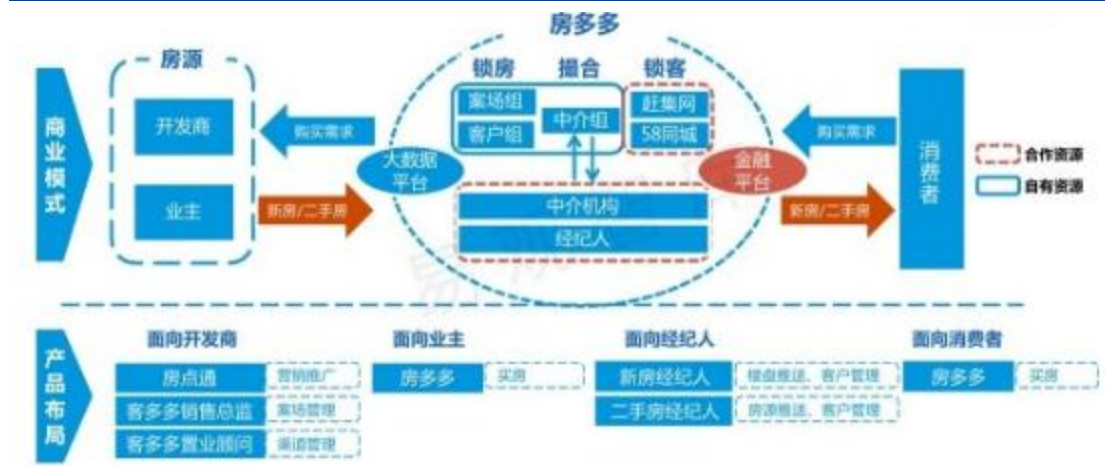 房多多
商业模式
房源
开发商
业主
购买需求
新房/二手房
大数据
平台
锁房
撮合
锁客
案场组
客户组
中介组
赶集网
58同城
中介机构
经纪人
金融
平台
购买需求
新房/二手房
消费者
合作资源
自有资源
产品布局
面向开发商
房点通
营销推广
客多多销售总监
案场管理
客多多置业顾问
渠道管理
面向业主
房多多
买房
面向经纪人
新房经纪人
楼盘推送、客户管理
二手房经纪人
房源推送、客户管理
面向消费者
房多多
买房